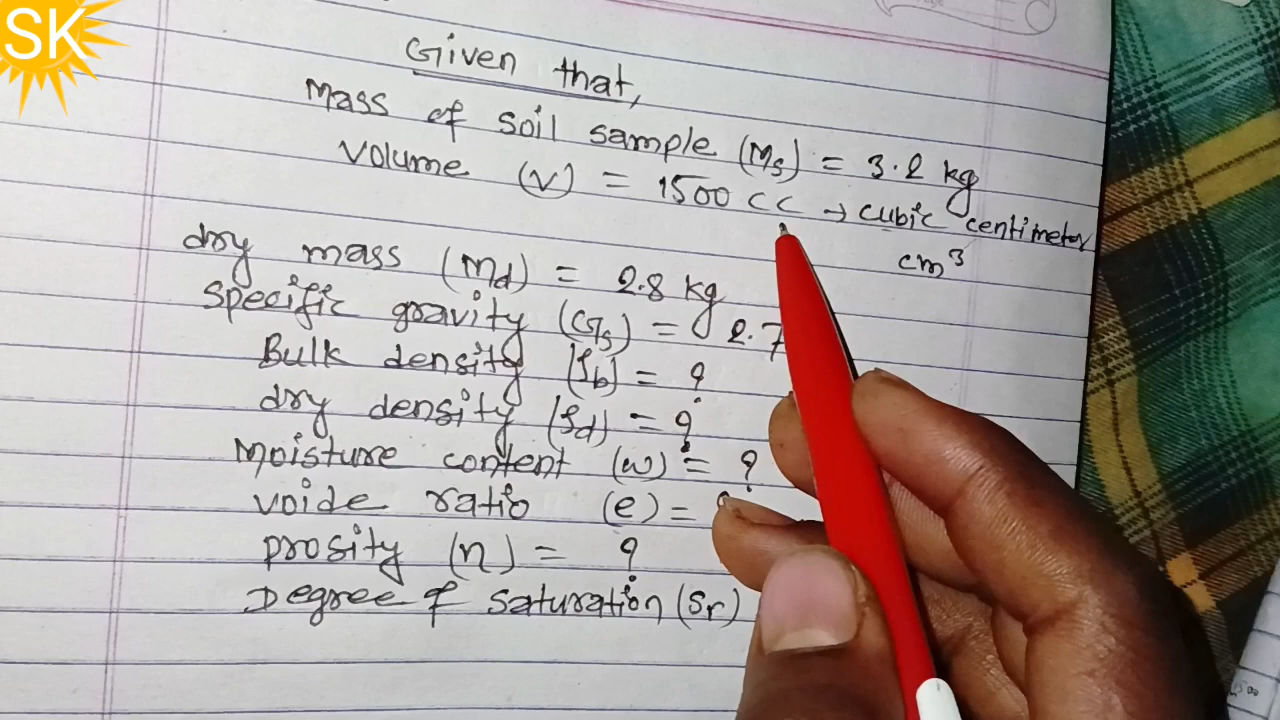 SK
Given that,
Mass of soil sample (Ms) = 3.2 kg
Volume (V) = 1500 CC → cubic centimeter
cm³
dry mass (Md) = 2.8 kg
Specific gravity (Gs) = 2.7
Bulk density (ρb) = ?
dry density (ρd) = ?
Moisture content (w) = ?
voide ratio (e) = ?
prosity (n) = ?
Degree of saturation (Sr)